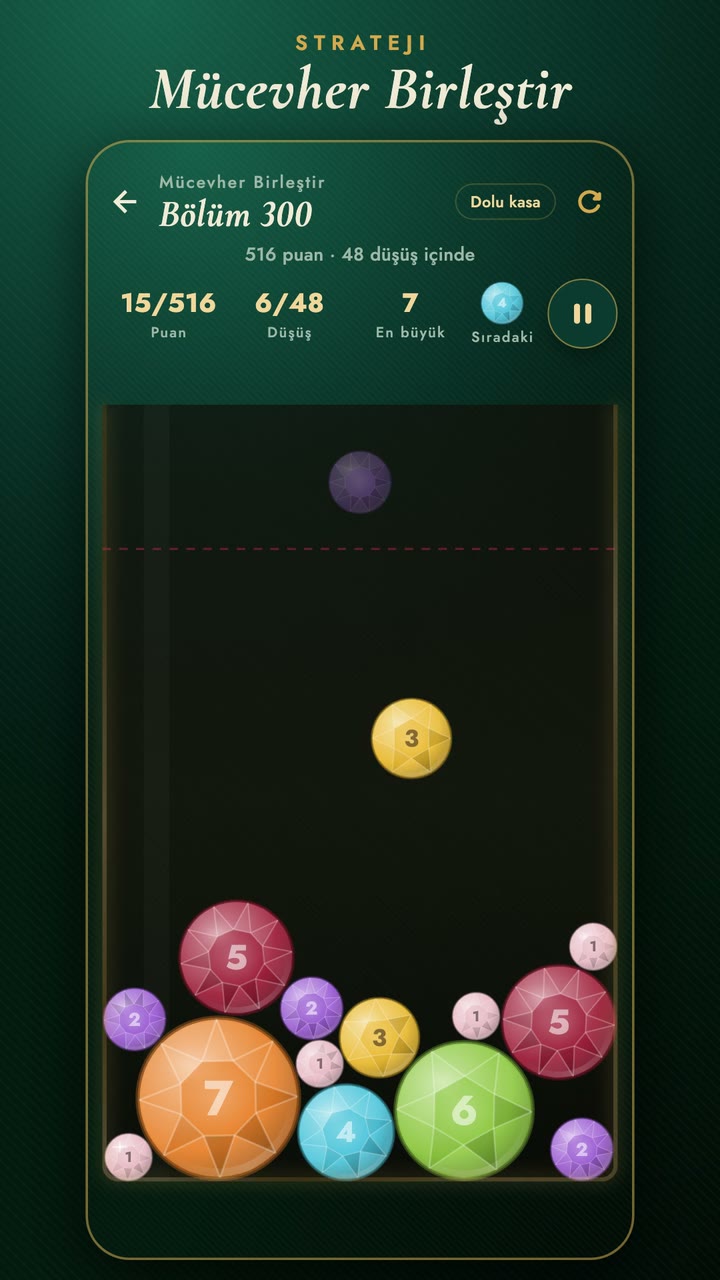 STRATEJI
Mücevher Birleştir
Mücevher Birleştir
Bölüm 300
Dolu kasa
516 puan · 48 düşüş içinde
15/516 6/48 7 4
Puan Düşüş En büyük Sıradaki
3
5
1
2 2 3 1 5
1
7 4 6
1 2